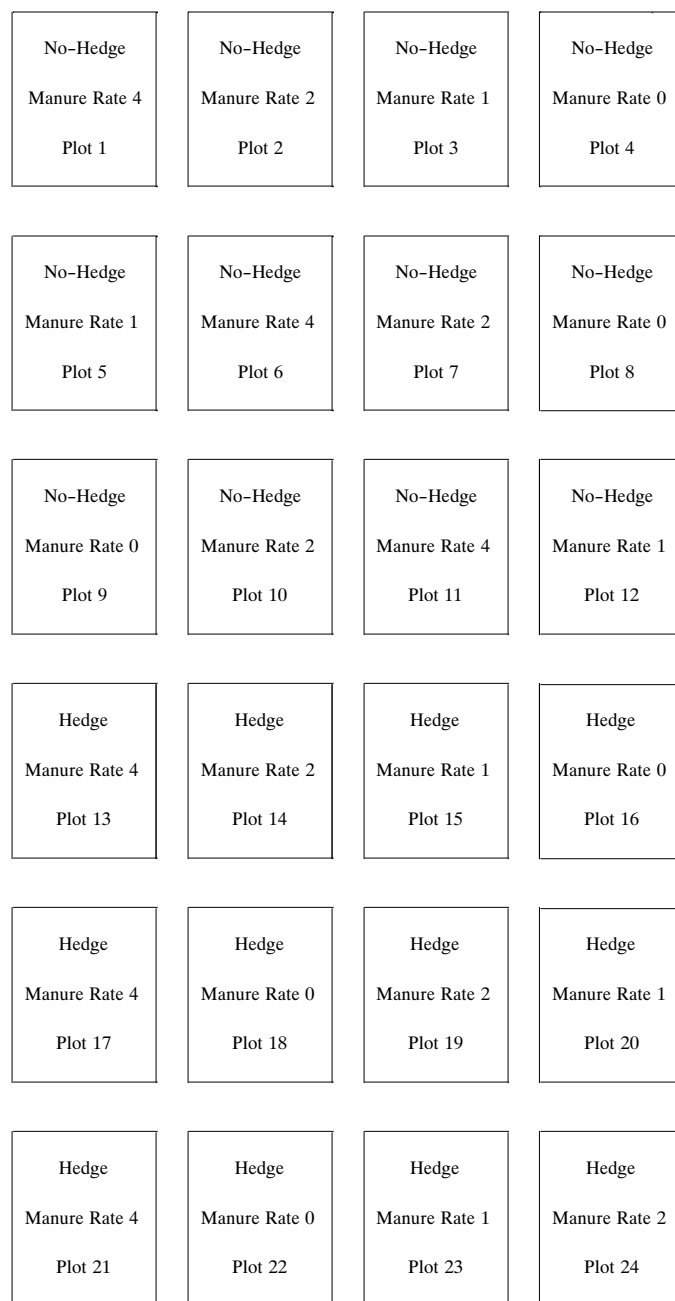 No-Hedge No-Hedge No-Hedge No-Hedge
Manure Rate 4 Manure Rate 2 Manure Rate 1 Manure Rate 0
Plot 1 Plot 2 Plot 3 Plot 4
No-Hedge No-Hedge No-Hedge No-Hedge
Manure Rate 1 Manure Rate 4 Manure Rate 2 Manure Rate 0
Plot 5 Plot 6 Plot 7 Plot 8
No-Hedge No-Hedge No-Hedge No-Hedge
Manure Rate 0 Manure Rate 2 Manure Rate 4 Manure Rate 1
Plot 9 Plot 10 Plot 11 Plot 12
Hedge Hedge Hedge Hedge
Manure Rate 4 Manure Rate 2 Manure Rate 1 Manure Rate 0
Plot 13 Plot 14 Plot 15 Plot 16
Hedge Hedge Hedge Hedge
Manure Rate 4 Manure Rate 0 Manure Rate 2 Manure Rate 1
Plot 17 Plot 18 Plot 19 Plot 20
Hedge Hedge Hedge Hedge
Manure Rate 4 Manure Rate 0 Manure Rate 1 Manure Rate 2
Plot 21 Plot 22 Plot 23 Plot 24